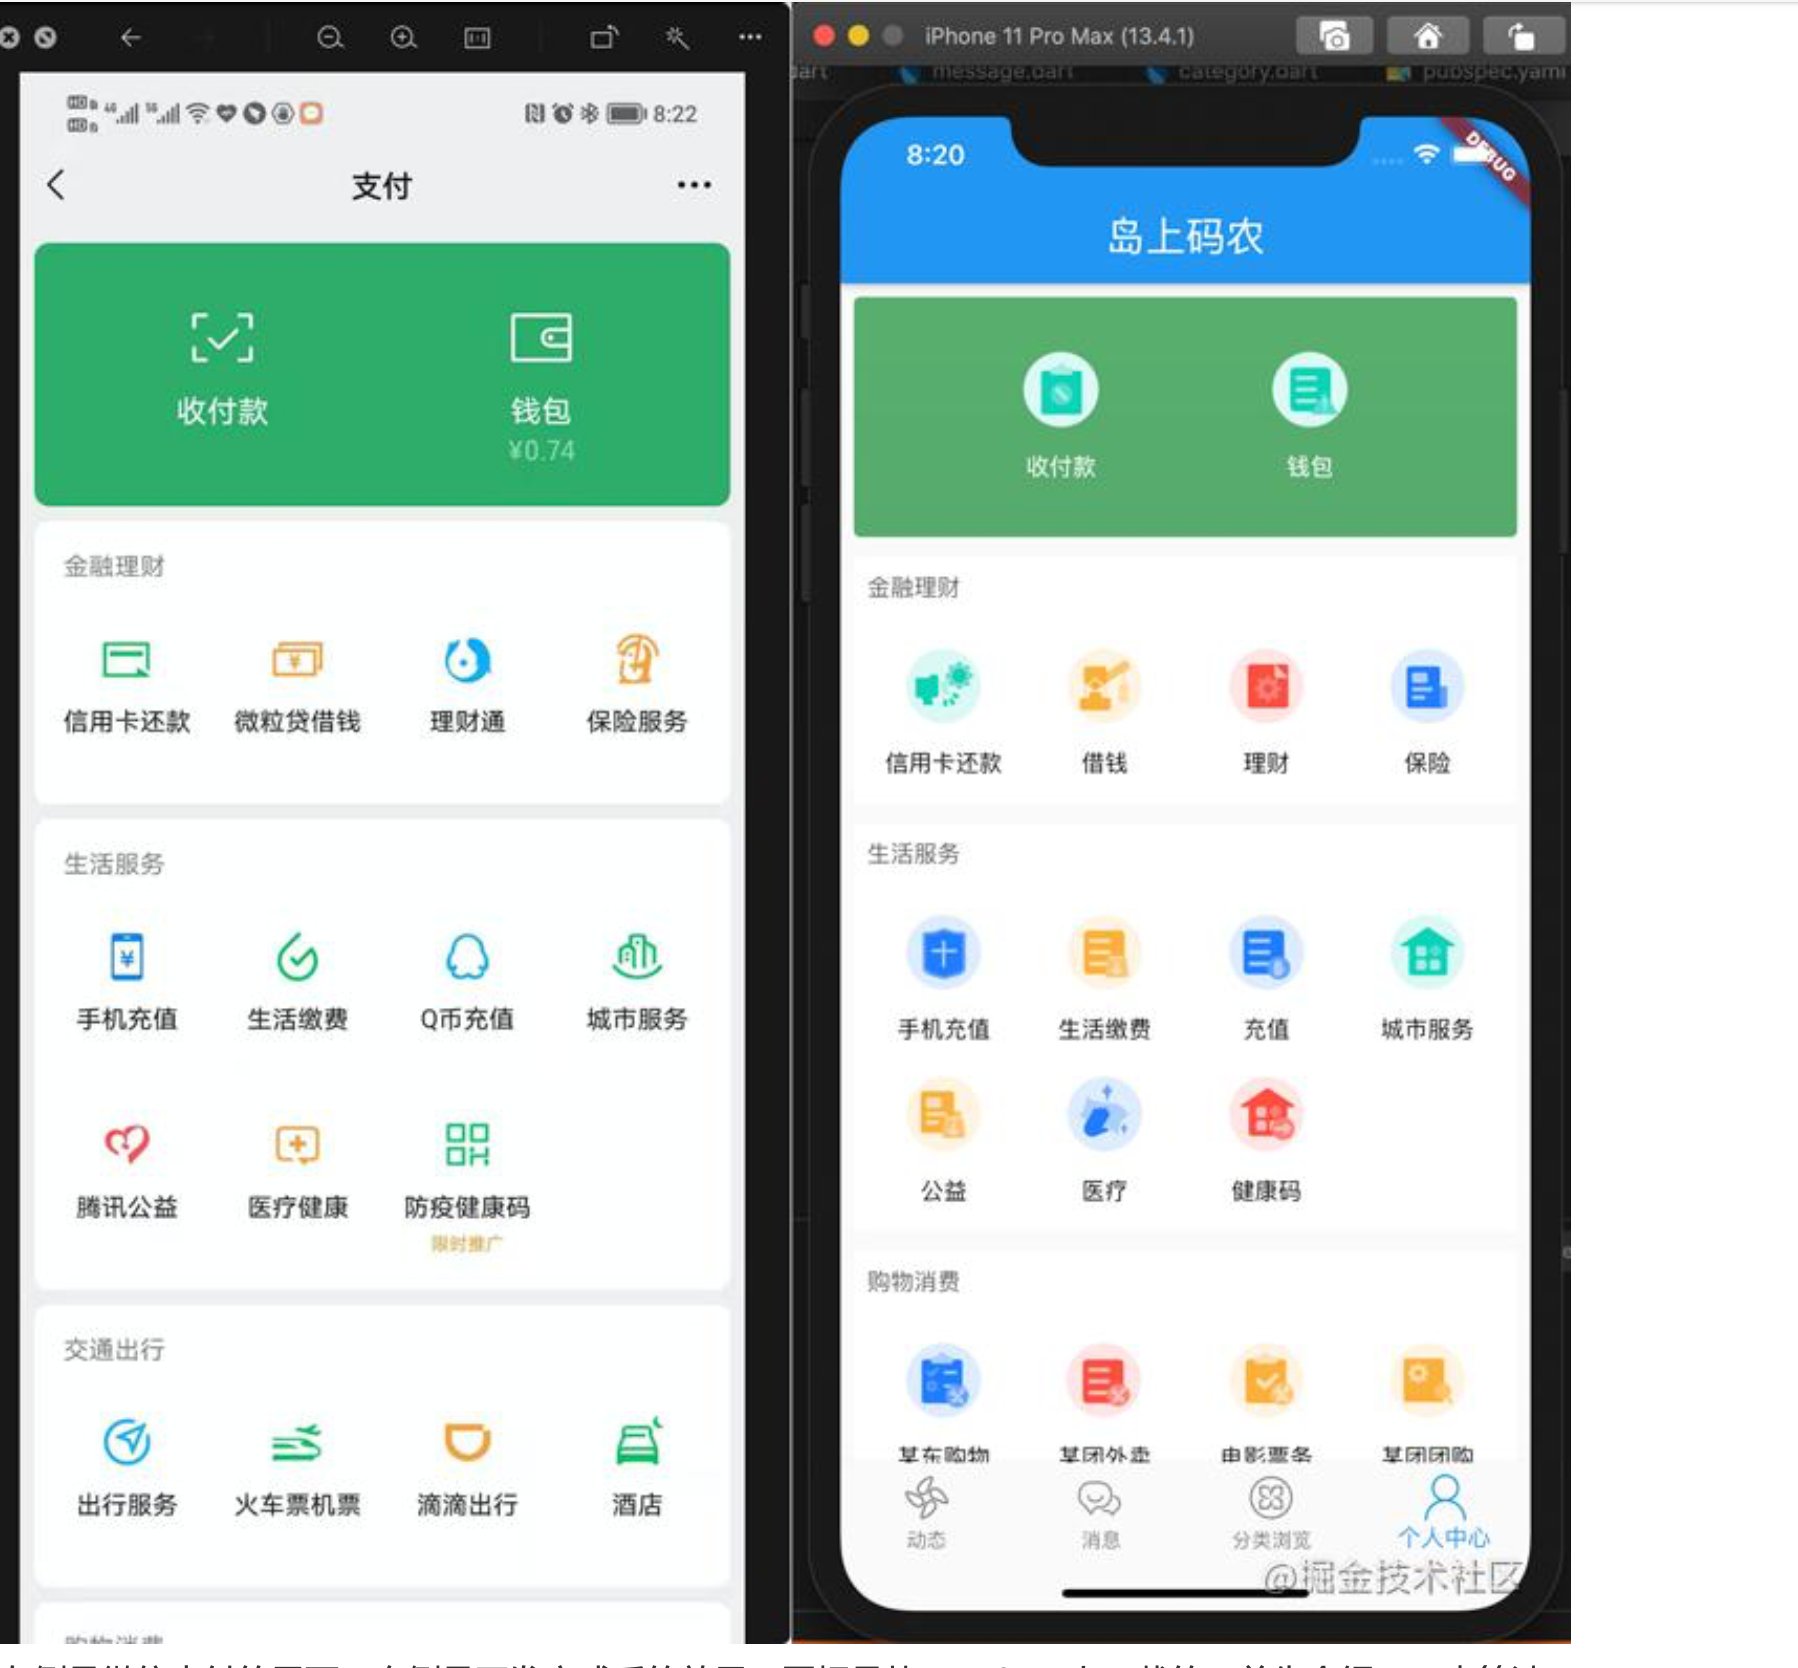 8:22
支付
收付款
钱包
¥0.74
金融理财
信用卡还款 微粒贷借钱 理财通 保险服务
生活服务
手机充值 生活缴费 Q币充值 城市服务
腾讯公益 医疗健康 防疫健康码
限时推广
交通出行
出行服务 火车票机票 滴滴出行 酒店
iPhone 11 Pro Max (13.4.1)
message.dart category.dart pubspec.yaml
8:20
DEBUG
岛上码农
收付款 钱包
金融理财
信用卡还款 借钱 理财 保险
生活服务
手机充值 生活缴费 充值 城市服务
公益 医疗 健康码
购物消费
某东购物 某团外卖 电影票务 某团团购
动态 消息 分类浏览 个人中心
@掘金技术社区